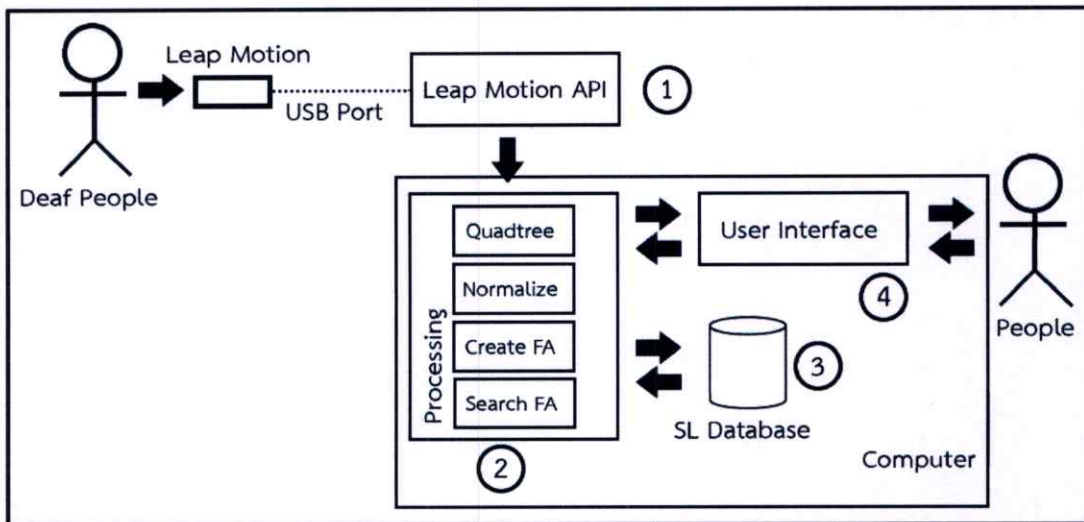 Leap Motion
USB Port
Leap Motion API
1
Deaf People
Processing
Quadtree
Normalize
Create FA
Search FA
2
User Interface
4
People
3
SL Database
Computer